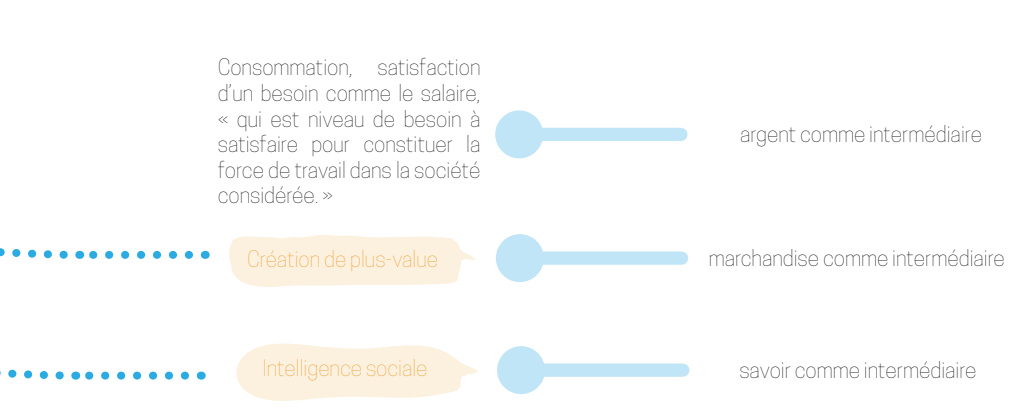 Consommation, satisfaction
d'un besoin comme le salaire,
« qui est niveau de besoin à
satisfaire pour constituer la
force de travail dans la société
considérée. »
argent comme intermédiaire
Création de plus-value
marchandise comme intermédiaire
Intelligence sociale
savoir comme intermédiaire